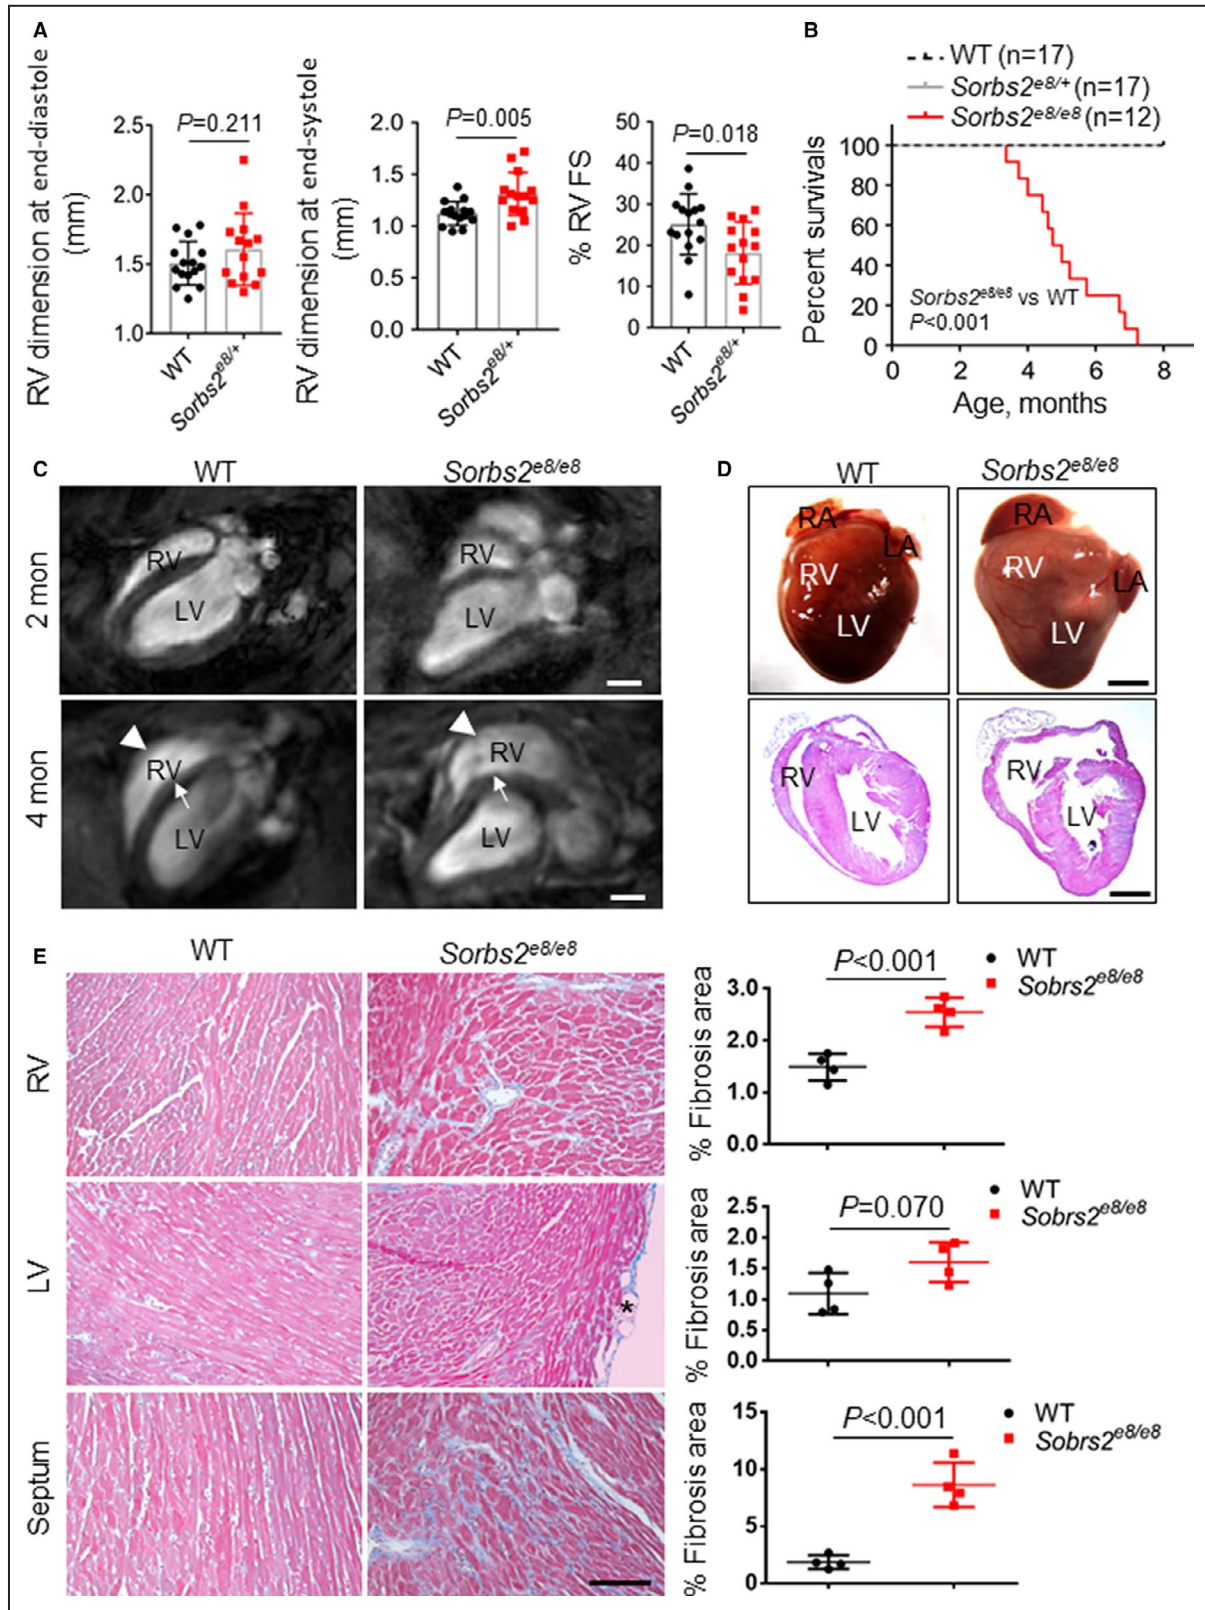 A
RV dimension at end-diastole
(mm)
P=0.211
2.5
2.0
1.5
1.0
WT
Sorbs2e8/+
RV dimension at end-systole
(mm)
P=0.005
2.0
1.5
1.0
0.5
0.0
WT
Sorbs2e8/+
% RV FS
P=0.018
50
40
30
20
10
0
WT
Sorbs2e8/+
B
WT (n=17)
Sorbs2e8/+ (n=17)
Sorbs2e8/e8 (n=12)
Percent survivals
100
80
60
40
20
0
Sorbs2e8/e8 vs WT
P<0.001
0 2 4 6 8
Age, months
C
WT Sorbs2e8/e8
2 mon
RV
LV
RV
LV
4 mon
RV
LV
RV
LV
D
WT Sorbs2e8/e8
RA
LA
RV
LV
RA
LA
RV
LV
RV
LV
RV
LV
E
WT Sorbs2e8/e8
RV
% Fibrosis area
P<0.001
WT
Sobrs2e8/e8
3.0
2.0
1.0
0.0
LV
*
% Fibrosis area
P=0.070
WT
Sobrs2e8/e8
2.5
2.0
1.5
1.0
0.5
0.0
Septum
% Fibrosis area
P<0.001
WT
Sobrs2e8/e8
15
10
5
0